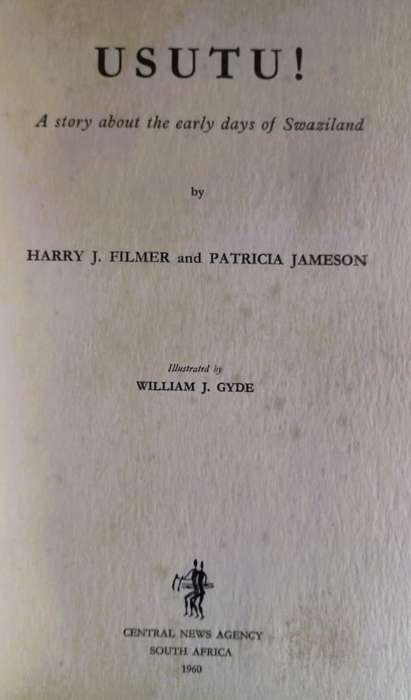 USUTU!
A story about the early days of Swaziland
by
HARRY J. FILMER and PATRICIA JAMESON
Illustrated by
WILLIAM J. GYDE
CENTRAL NEWS AGENCY
SOUTH AFRICA
1960